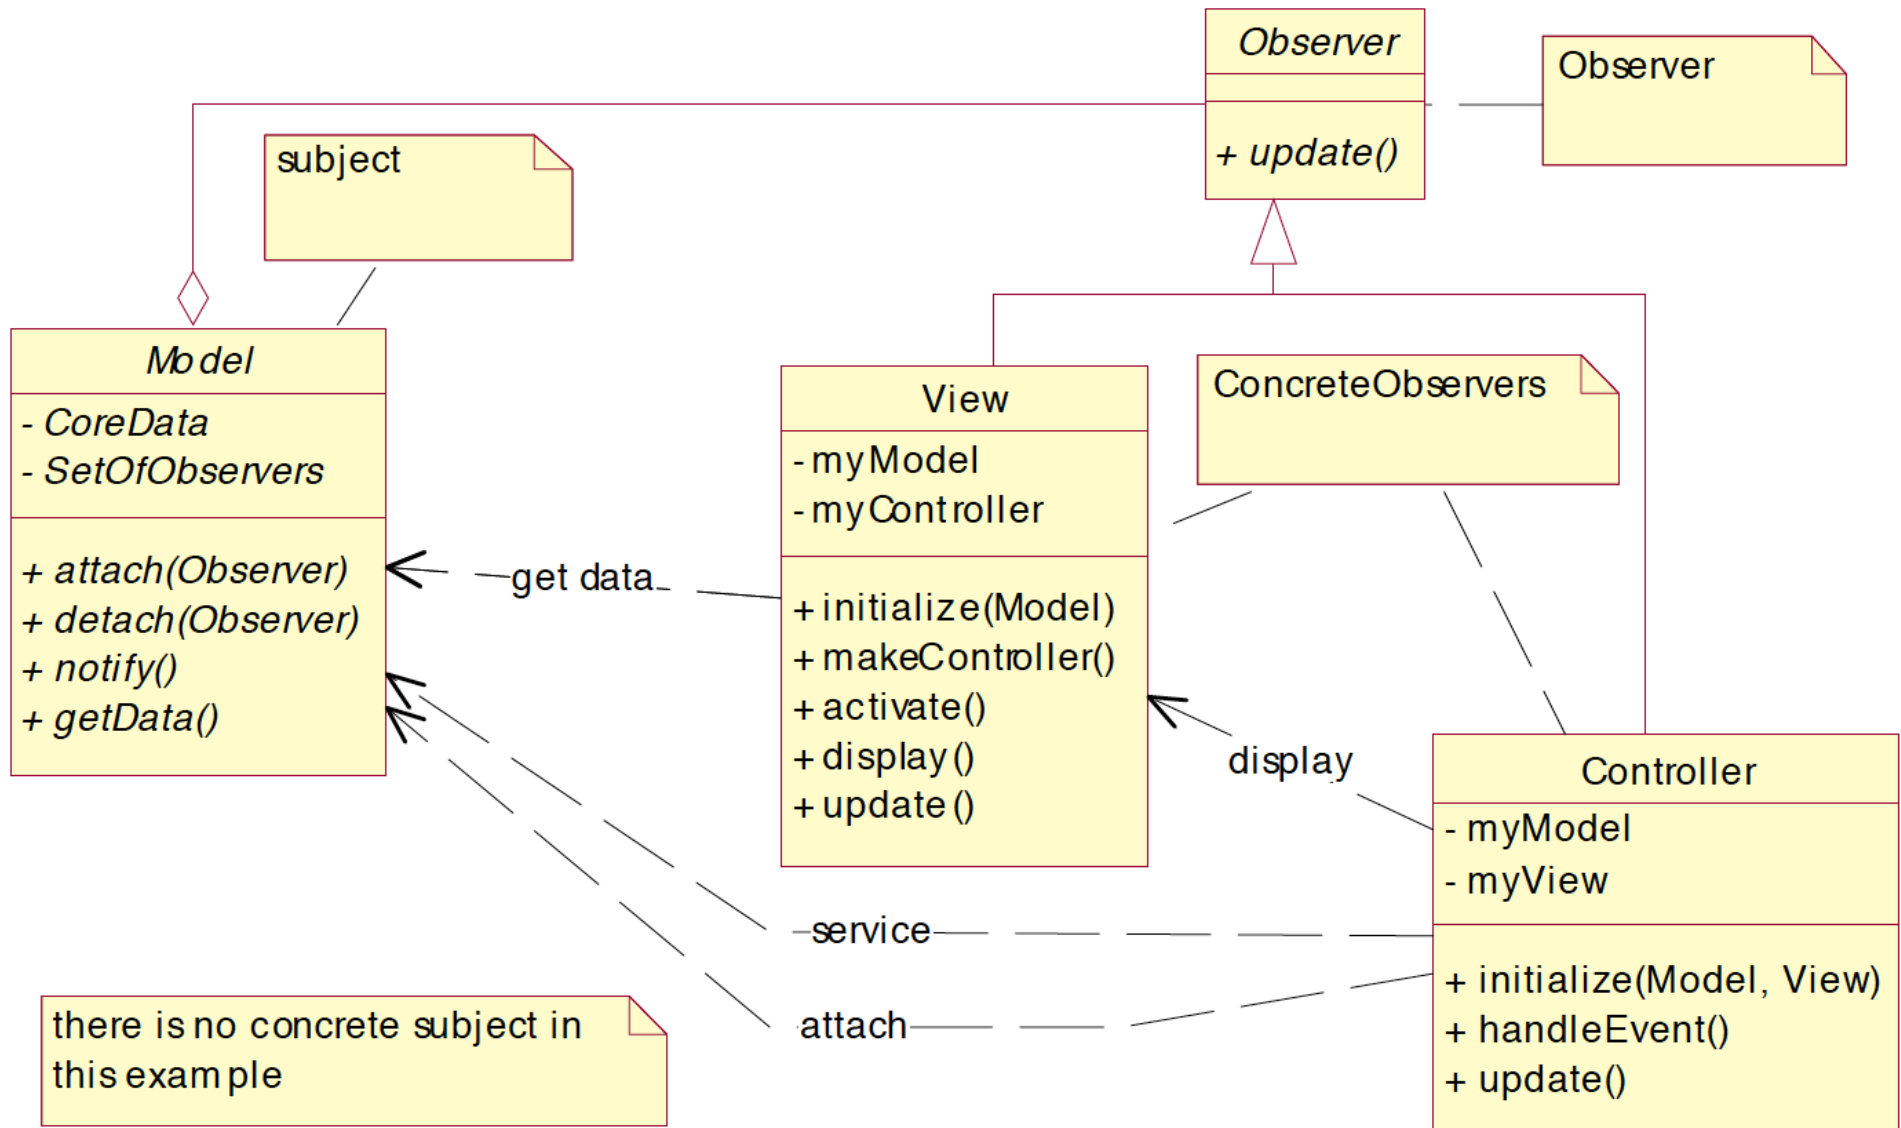 Observer
+ update()
Observer
subject
Model
- CoreData
- SetOfObservers
+ attach(Observer)
+ detach(Observer)
+ notify()
+ getData()
View
- myModel
- myController
+ initialize(Model)
+ makeController()
+ activate()
+ display()
+ update()
ConcreteObservers
get data
display
Controller
- myModel
- myView
+ initialize(Model, View)
+ handleEvent()
+ update()
service
attach
there is no concrete subject in
this example